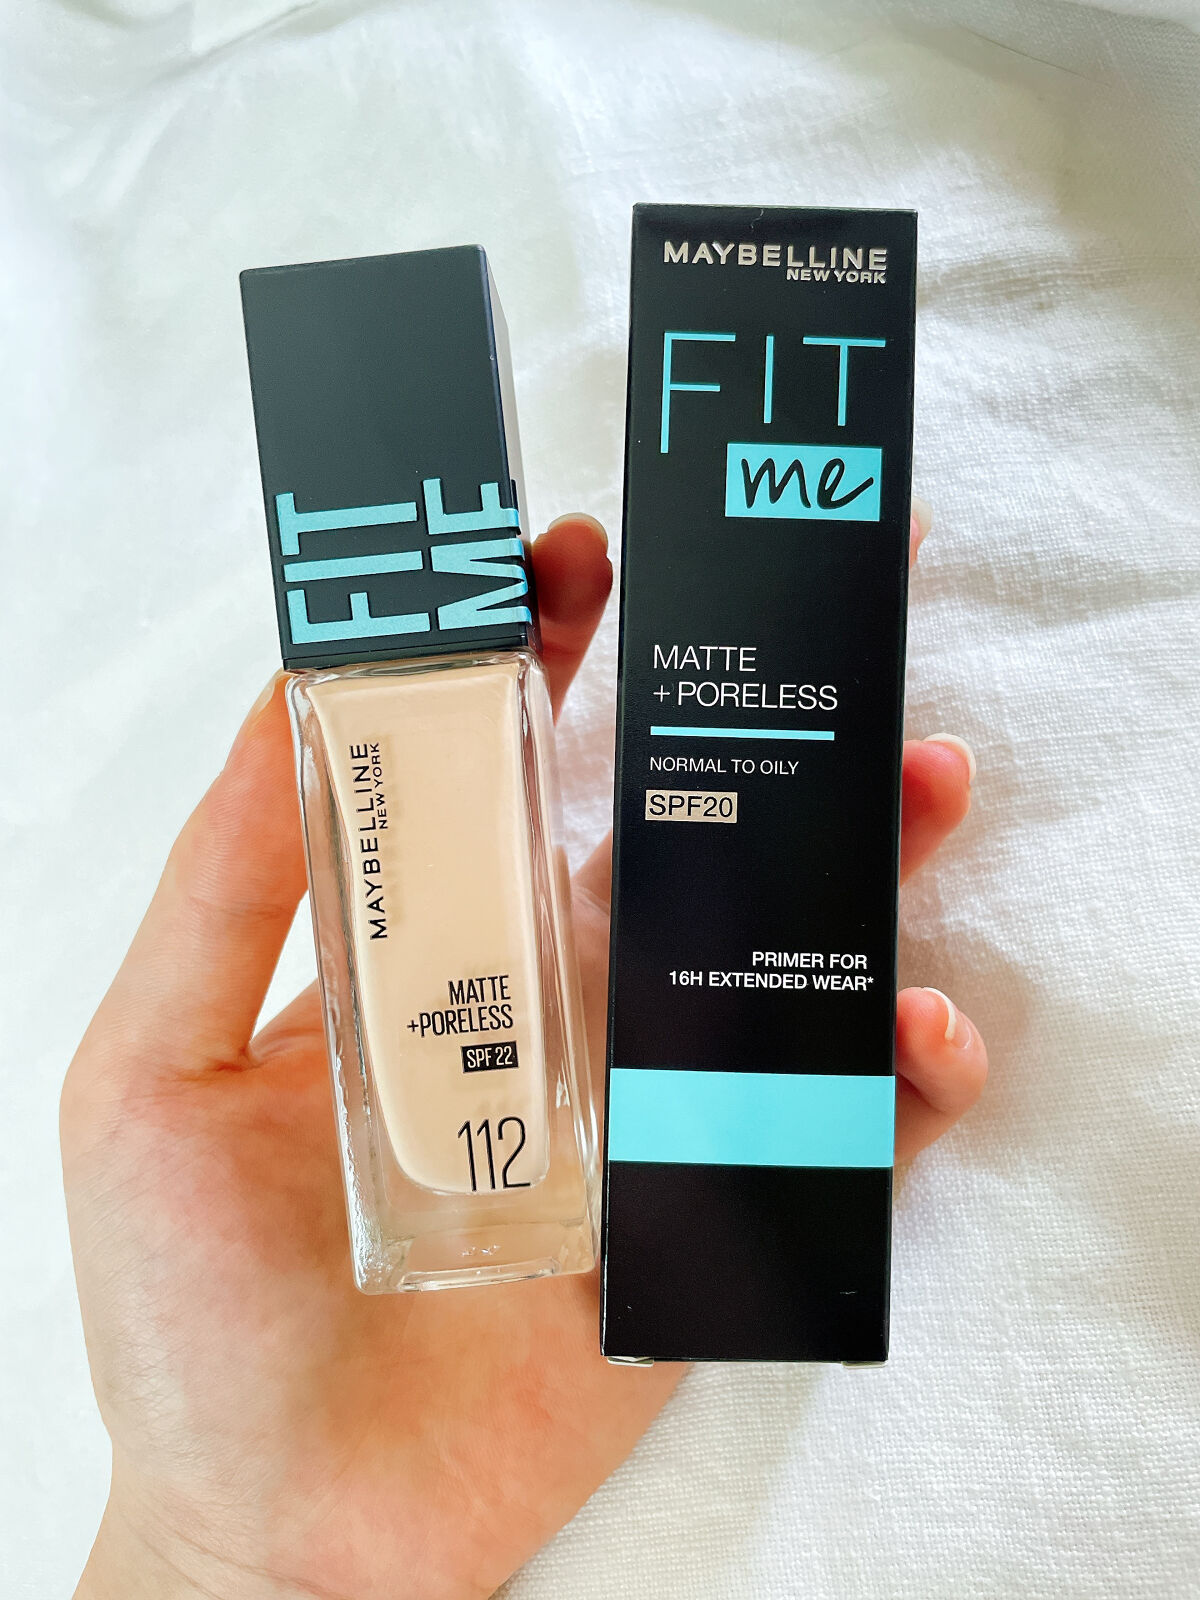 FIT
ME
MAYBELLINE
NEW YORK
MATTE
+PORELESS
SPF 22
112
MAYBELLINE
NEW YORK
FIT
me
MATTE
+ PORELESS
NORMAL TO OILY
SPF20
PRIMER FOR
16H EXTENDED WEAR*